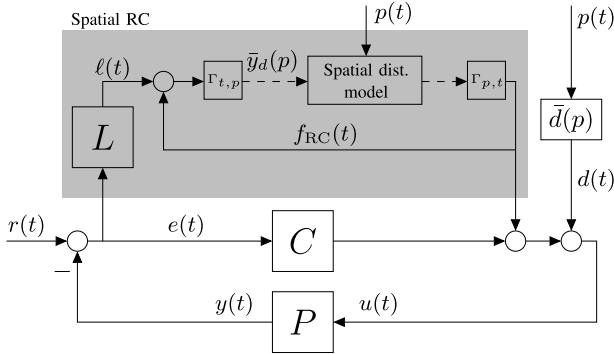 Spatial RC
p(t)
p(t)
ℓ(t)
Γt,p
ȳd(p)
Spatial dist.
model
Γp,t
L
fRC(t)
d̄(p)
d(t)
r(t)
e(t)
C
−
y(t)
P
u(t)